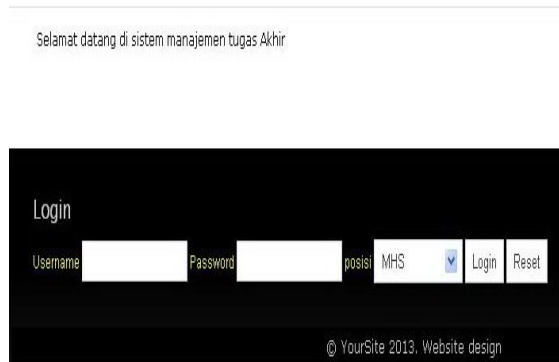 Selamat datang di sistem manajemen tugas Akhir
Login
Username Password posisi MHS Login Reset
© YourSite 2013. Website design